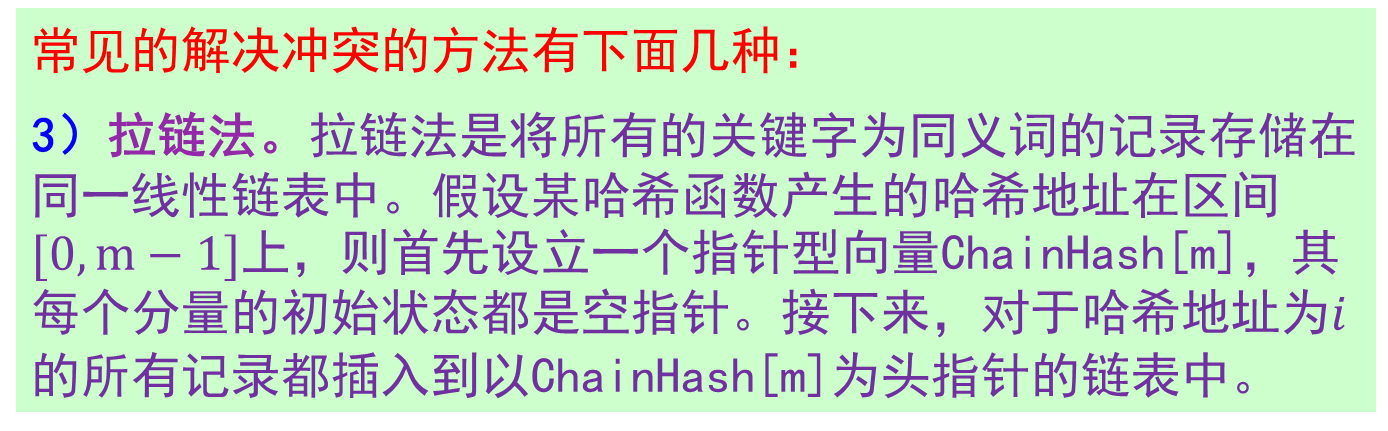 常见的解决冲突的方法有下面几种：
3）拉链法。拉链法是将所有的关键字为同义词的记录存储在
同一线性链表中。假设某哈希函数产生的哈希地址在区间
[0, m − 1]上，则首先设立一个指针型向量ChainHash[m]，其
每个分量的初始状态都是空指针。接下来，对于哈希地址为i
的所有记录都插入到以ChainHash[m]为头指针的链表中。